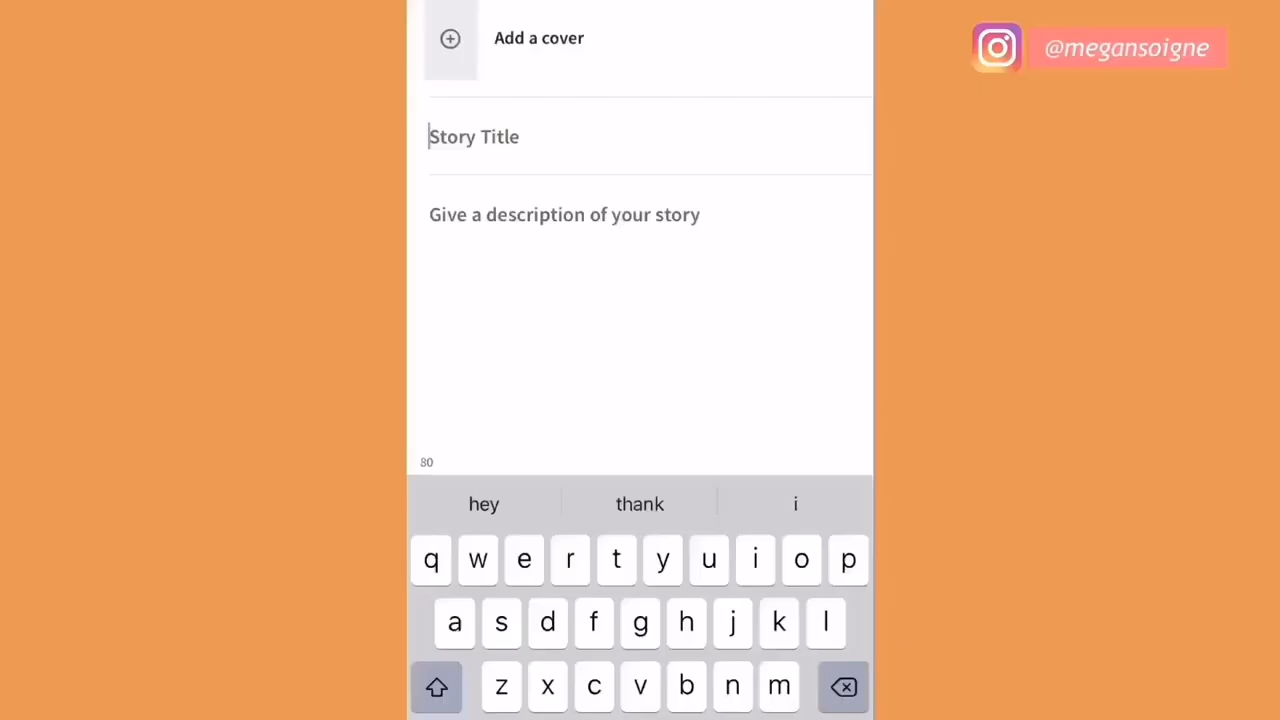 Add a cover
@megansoigne
Story Title
Give a description of your story
80
hey thank i
q w e r t y u i o p
a s d f g h j k l
z x c v b n m